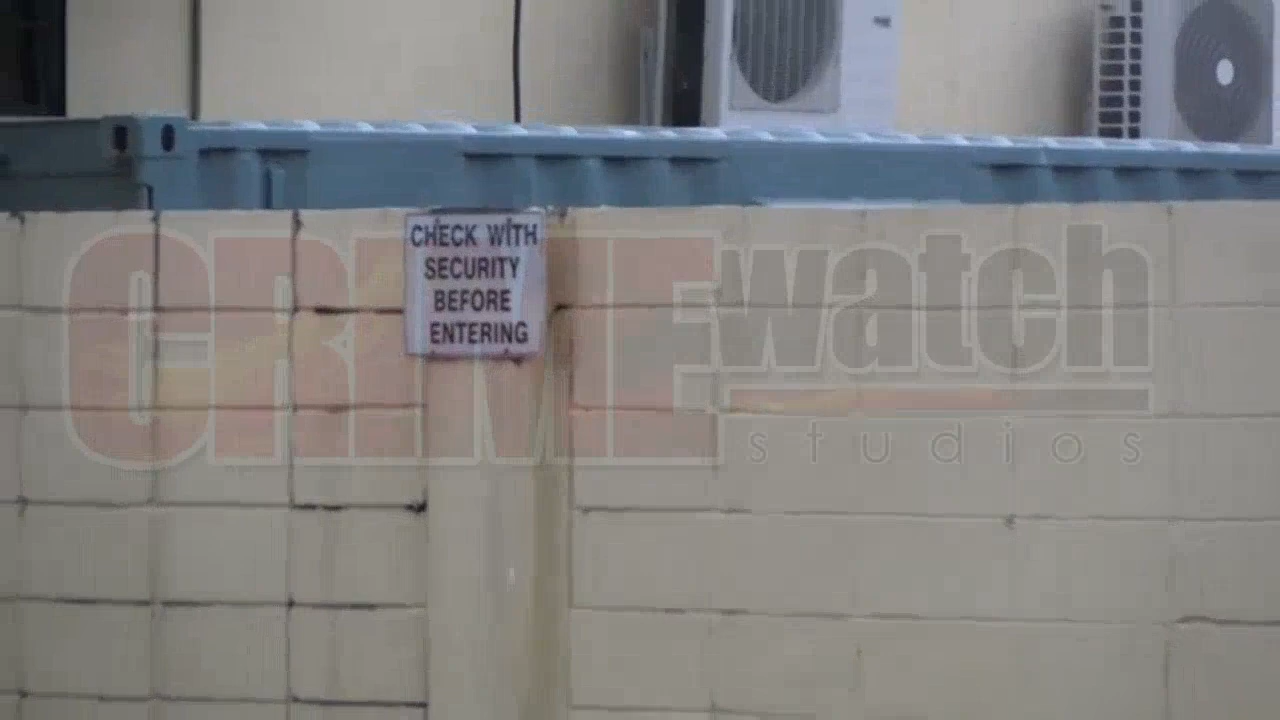 CHECK WITH
SECURITY
BEFORE
ENTERING
CRIMEwatch
studios